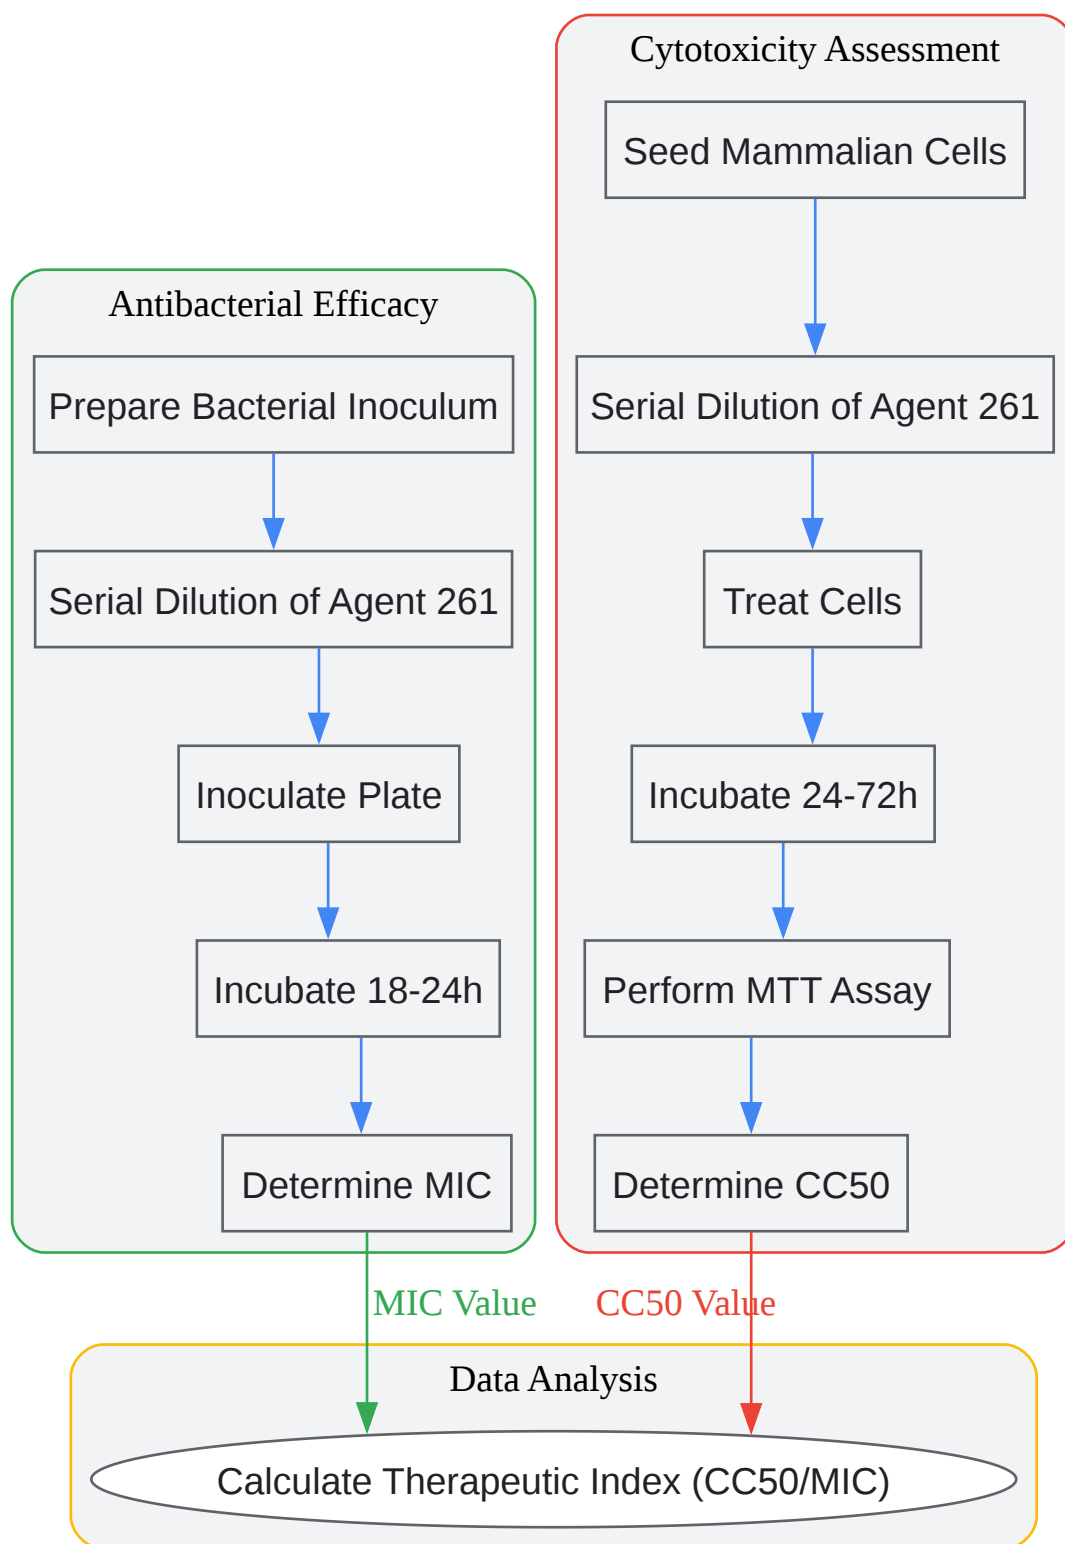 Cytotoxicity Assessment
Seed Mammalian Cells
Serial Dilution of Agent 261
Treat Cells
Incubate 24-72h
Perform MTT Assay
Determine CC50
CC50 Value
Antibacterial Efficacy
Prepare Bacterial Inoculum
Serial Dilution of Agent 261
Inoculate Plate
Incubate 18-24h
Determine MIC
MIC Value
Data Analysis
Calculate Therapeutic Index (CC50/MIC)